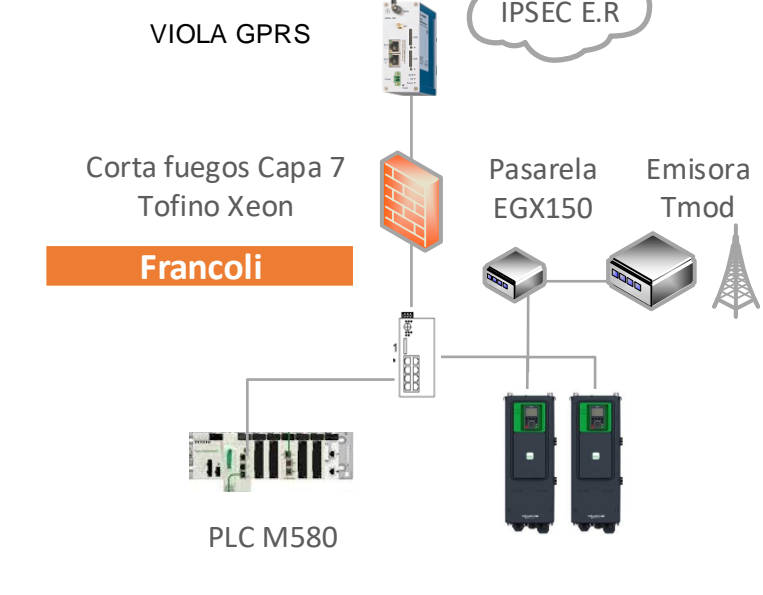 IPSEC E.R
VIOLA GPRS
Corta fuegos Capa 7
Tofino Xeon
Pasarela
EGX150
Emisora
Tmod
Francoli
PLC M580